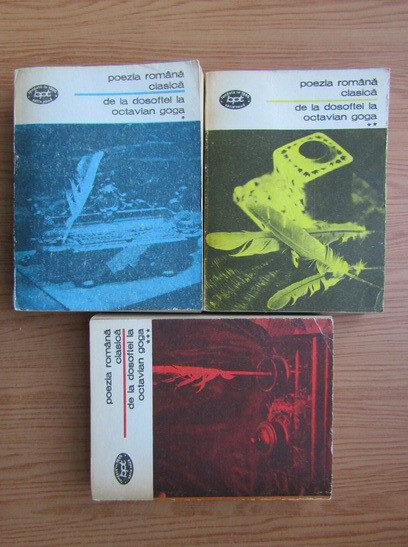 poezia română
clasică
de la dosoftei la
octavian goga
*
bpt
poezia română
clasică
de la dosoftei la
octavian goga
**
bpt
poezia română
clasică
de la dosoftei la
octavian goga
***
bpt